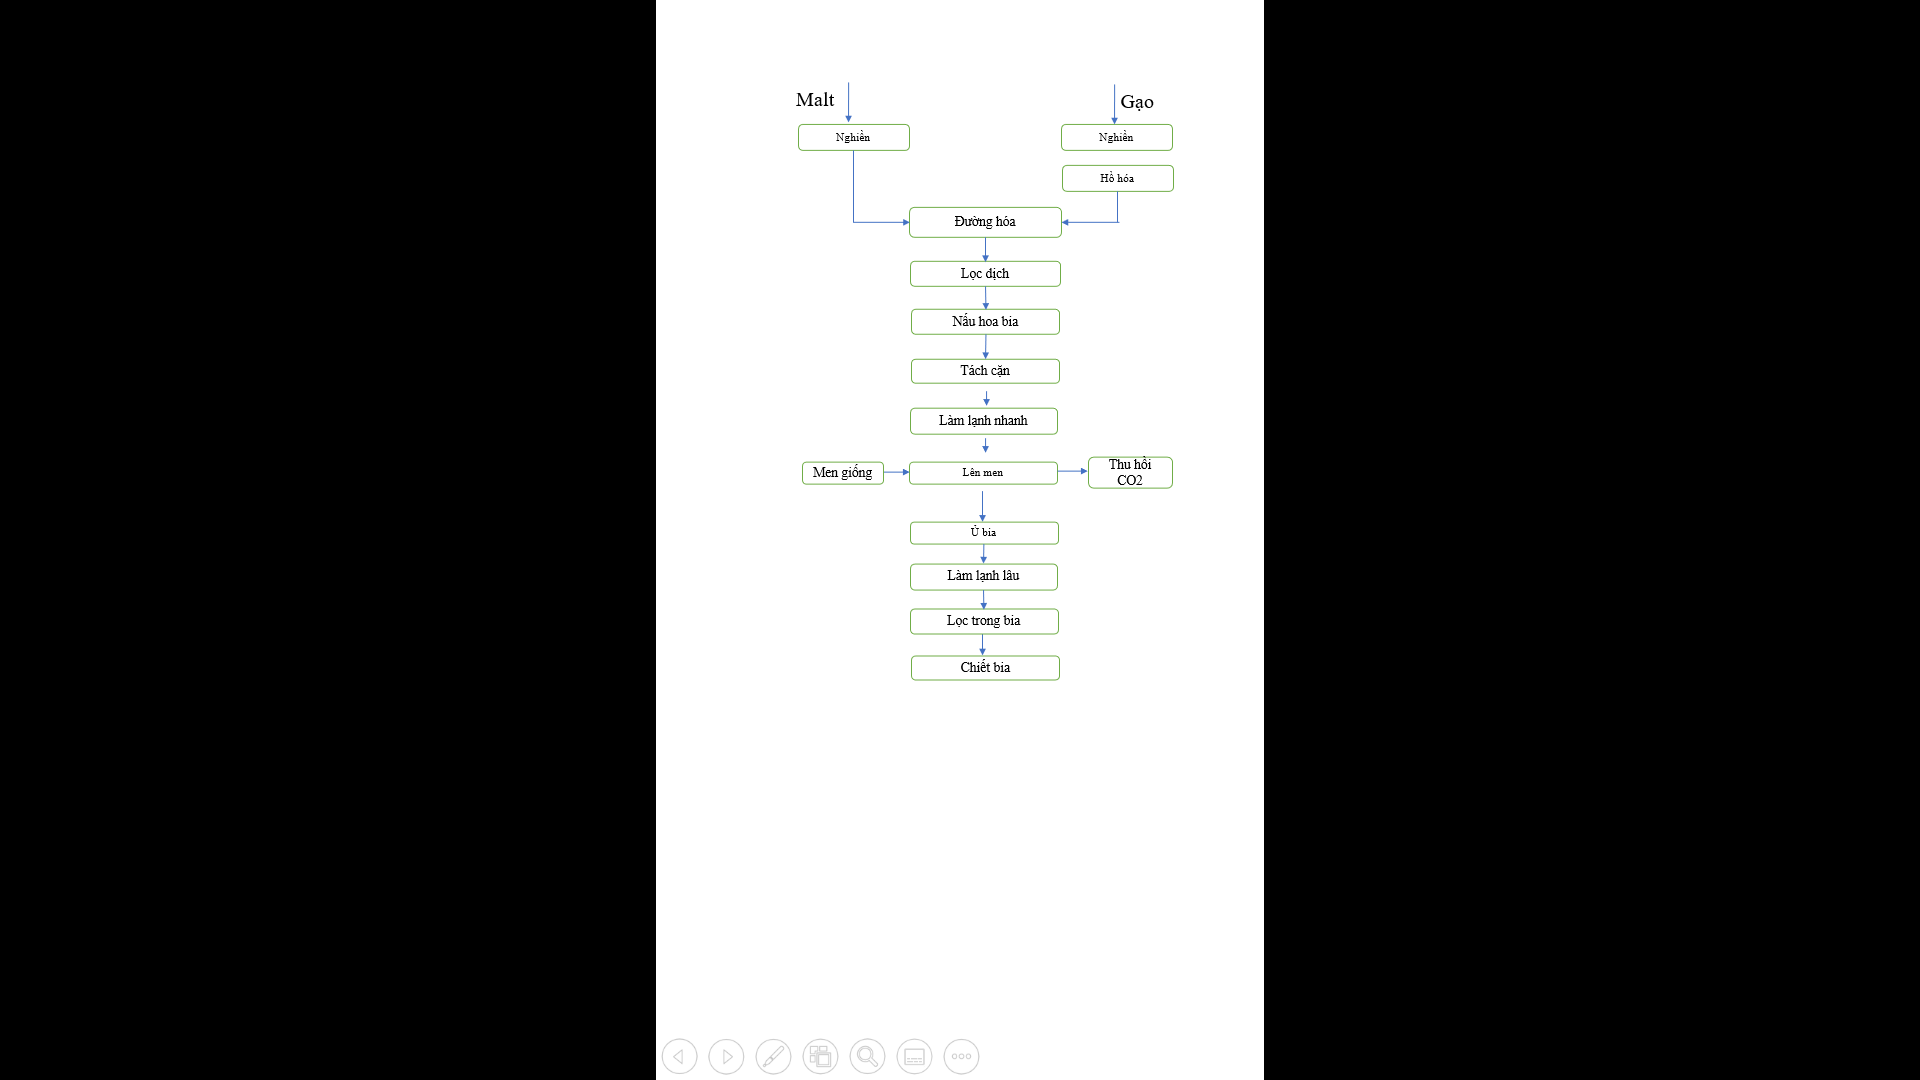 Malt
Gạo
Nghiền
Nghiền
Hồ hóa
Đường hóa
Lọc dịch
Nấu hoa bia
Tách cặn
Làm lạnh nhanh
Men giống
Lên men
Thu hồi
CO2
Ủ bia
Làm lạnh lâu
Lọc trong bia
Chiết bia